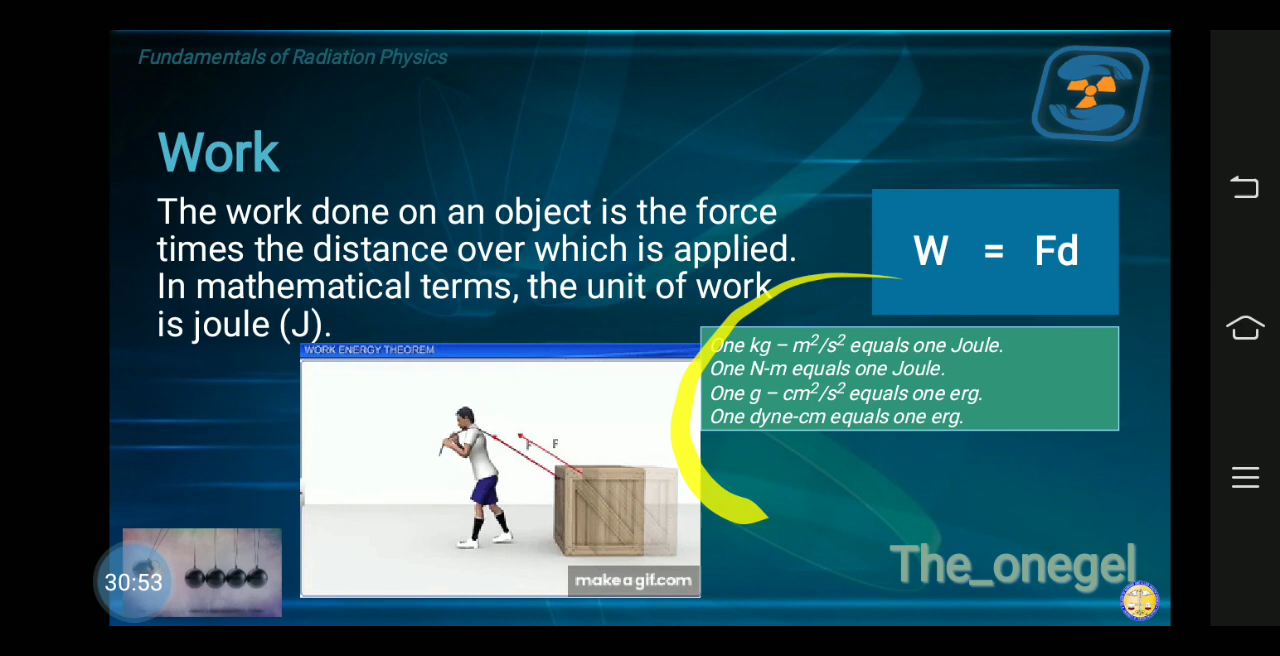 Fundamentals of Radiation Physics
Work
The work done on an object is the force
times the distance over which is applied.
In mathematical terms, the unit of work
is joule (J).
W = Fd
One kg – m²/s² equals one Joule.
One N-m equals one Joule.
One g – cm²/s² equals one erg.
One dyne-cm equals one erg.
WORK ENERGY THEOREM
F
F
makeagif.com
30:53
The_onegel